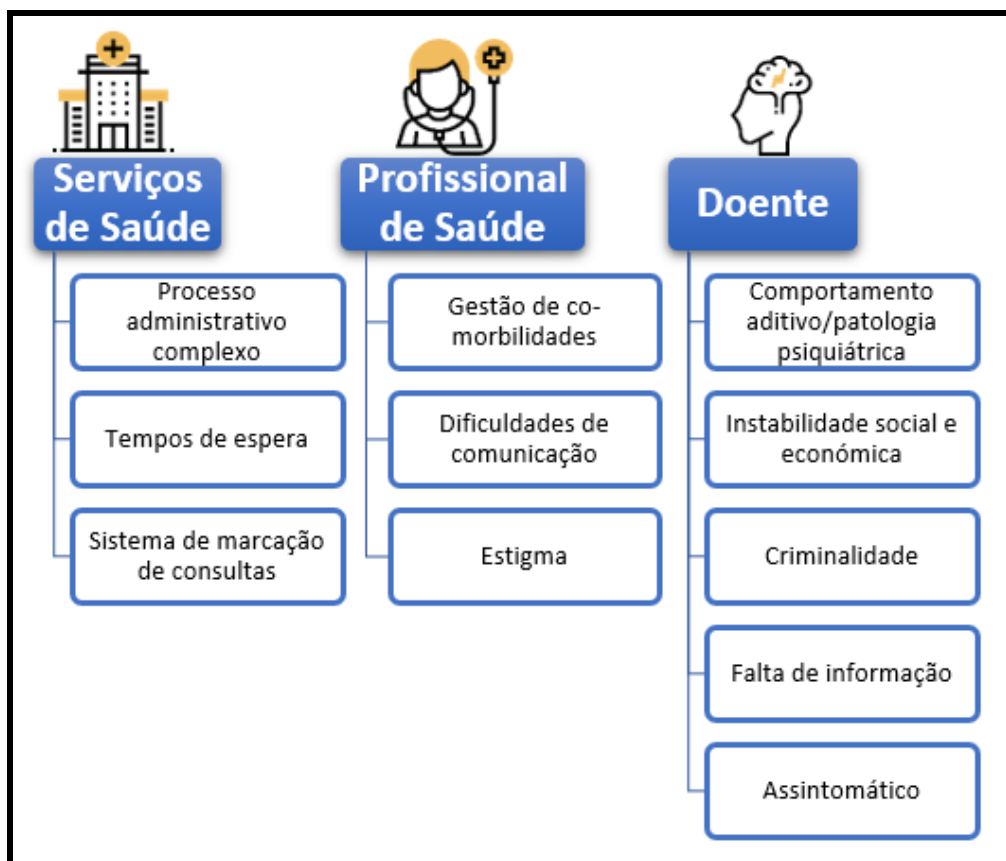 Serviços
de Saúde
Processo
administrativo
complexo
Tempos de espera
Sistema de marcação
de consultas
Profissional
de Saúde
Gestão de co-
morbilidades
Dificuldades de
comunicação
Estigma
Doente
Comportamento
aditivo/patologia
psiquiátrica
Instabilidade social e
económica
Criminalidade
Falta de informação
Assintomático